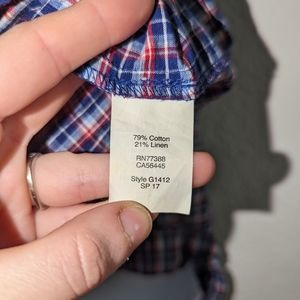 79% Cotton
21% Linen
RN77388
CA56445
Style G1412
SP 17